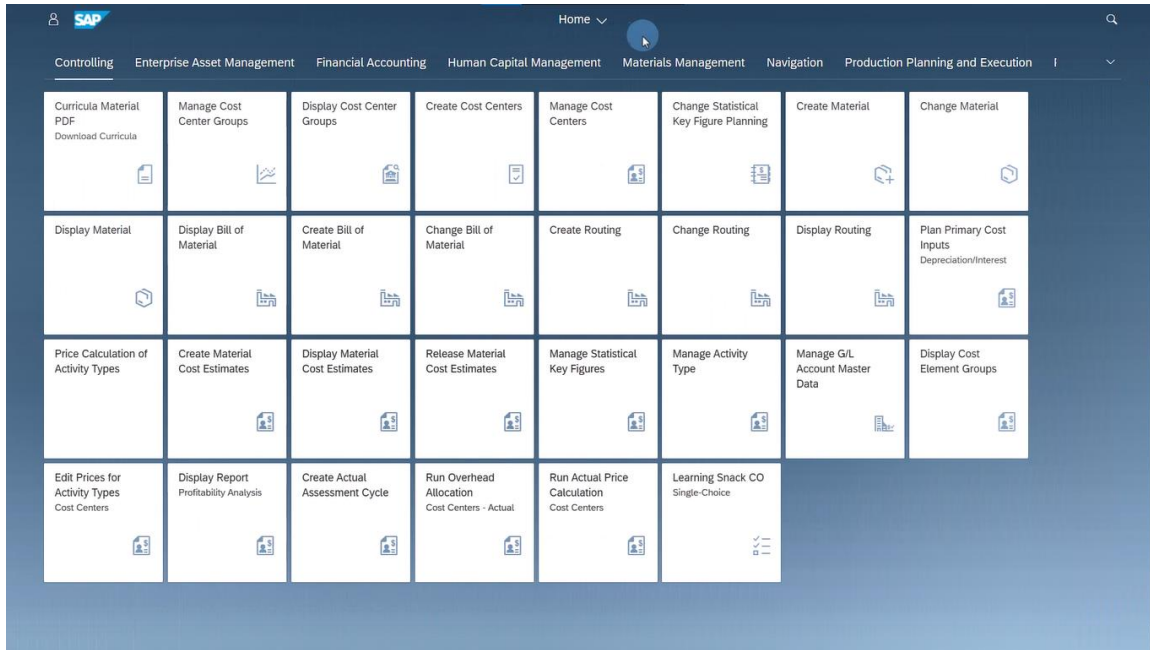 SAP
Home
Controlling Enterprise Asset Management Financial Accounting Human Capital Management Materials Management Navigation Production Planning and Execution
Curricula Material
PDF
Download Curricula
Manage Cost
Center Groups
Display Cost Center
Groups
Create Cost Centers
Manage Cost
Centers
Change Statistical
Key Figure Planning
Create Material
Change Material
Display Material
Display Bill of
Material
Create Bill of
Material
Change Bill of
Material
Create Routing
Change Routing
Display Routing
Plan Primary Cost
Inputs
Depreciation/Interest
Price Calculation of
Activity Types
Create Material
Cost Estimates
Display Material
Cost Estimates
Release Material
Cost Estimates
Manage Statistical
Key Figures
Manage Activity
Type
Manage G/L
Account Master
Data
Display Cost
Element Groups
Edit Prices for
Activity Types
Cost Centers
Display Report
Profitability Analysis
Create Actual
Assessment Cycle
Run Overhead
Allocation
Cost Centers - Actual
Run Actual Price
Calculation
Cost Centers
Learning Snack CO
Single-Choice